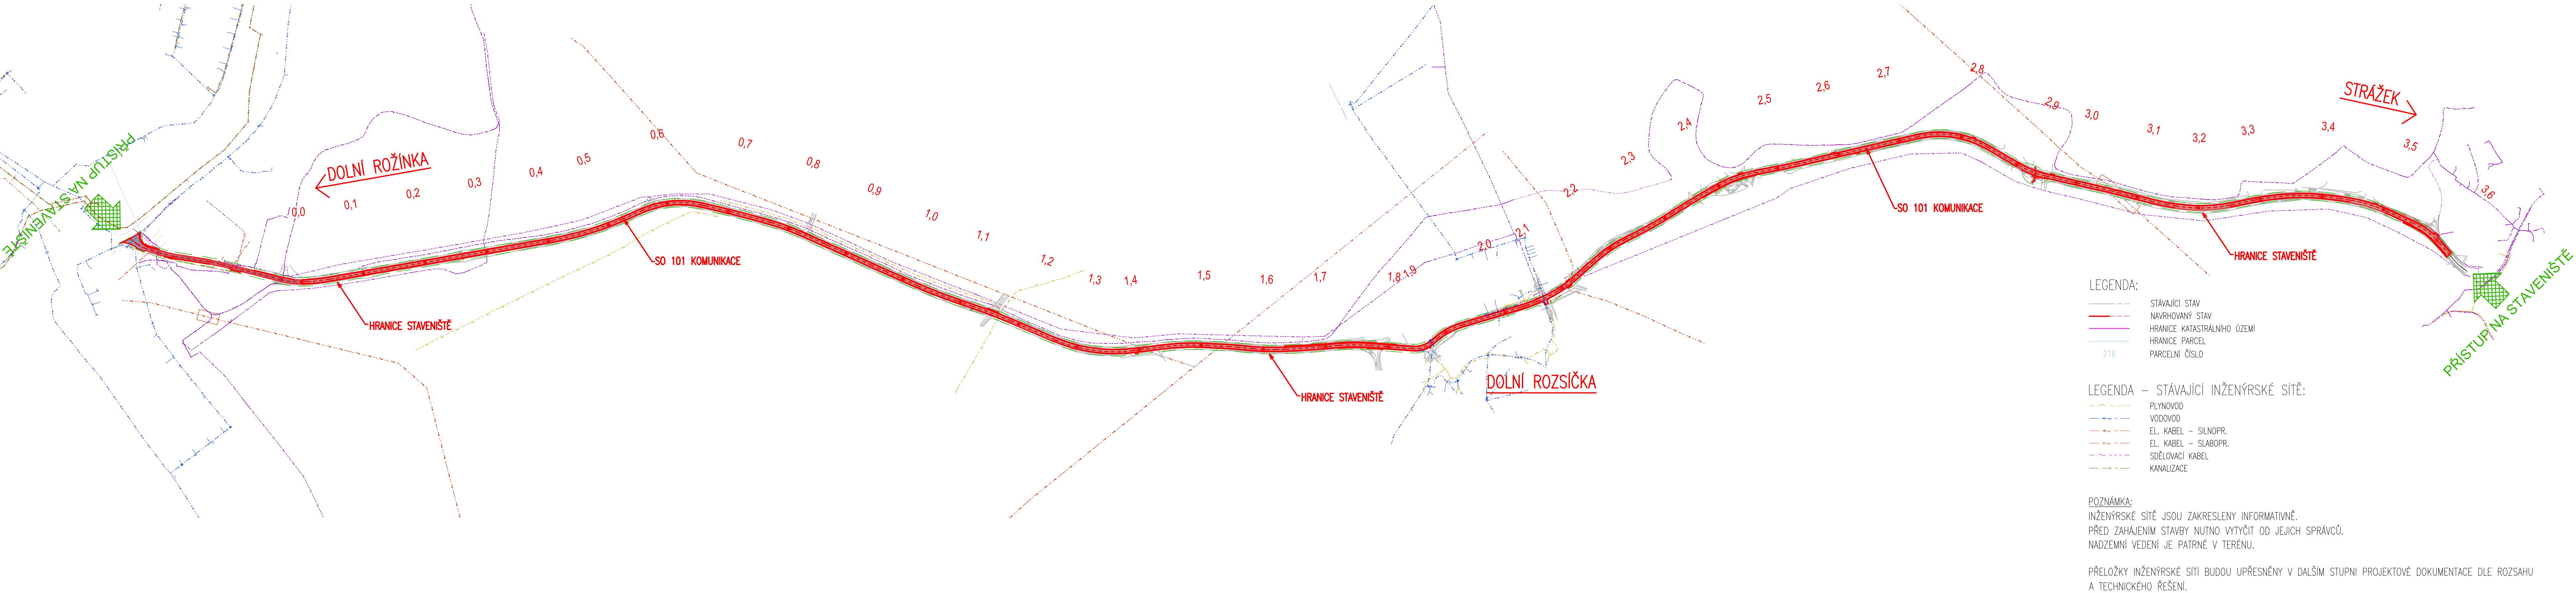 PŘÍSTUP NA STAVENIŠTĚ
DOLNÍ ROŽÍNKA
0,0
0,1
0,2
0,3
0,4
0,5
0,6
0,7
0,8
0,9
1,0
1,1
1,2
1,3
1,4
1,5
1,6
1,7
1,8
1,9
2,0
2,1
2,2
2,3
2,4
2,5
2,6
2,7
2,8
2,9
3,0
3,1
3,2
3,3
3,4
3,5
3,6
STRÁŽEK
HRANICE STAVENIŠTĚ
SO 101 KOMUNIKACE
HRANICE STAVENIŠTĚ
DOLNÍ ROZSÍČKA
SO 101 KOMUNIKACE
HRANICE STAVENIŠTĚ
PŘÍSTUP NA STAVENIŠTĚ
LEGENDA:
STÁVAJÍCÍ STAV
NAVRHOVANÝ STAV
HRANICE KATASTRÁLNÍHO ÚZEMÍ
HRANICE PARCEL
216 PARCELNÍ ČÍSLO
LEGENDA – STÁVAJÍCÍ INŽENÝRSKÉ SÍTĚ:
PLYNOVOD
VODOVOD
EL. KABEL – SILNOPR.
EL. KABEL – SLABOPR.
SDĚLOVACÍ KABEL
KANALIZACE
POZNÁMKA:
INŽENÝRSKÉ SÍTĚ JSOU ZAKRESLENY INFORMATIVNĚ.
PŘED ZAHÁJENÍM STAVBY NUTNO VYTYČIT OD JEJICH SPRÁVCŮ.
NADZEMNÍ VEDENÍ JE PATRNÉ V TERÉNU.
PŘELOŽKY INŽENÝRSKÉ SÍTÍ BUDOU UPŘESNĚNY V DALŠÍM STUPNI PROJEKTOVÉ DOKUMENTACE DLE ROZSAHU
A TECHNICKÉHO ŘEŠENÍ.